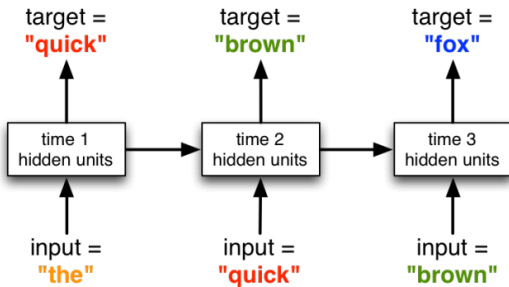 target =
"quick"
target =
"brown"
target =
"fox"
time 1
hidden units
time 2
hidden units
time 3
hidden units
input =
"the"
input =
"quick"
input =
"brown"